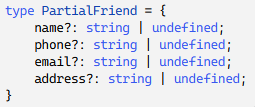 type PartialFriend = {
    name?: string | undefined;
    phone?: string | undefined;
    email?: string | undefined;
    address?: string | undefined;
}